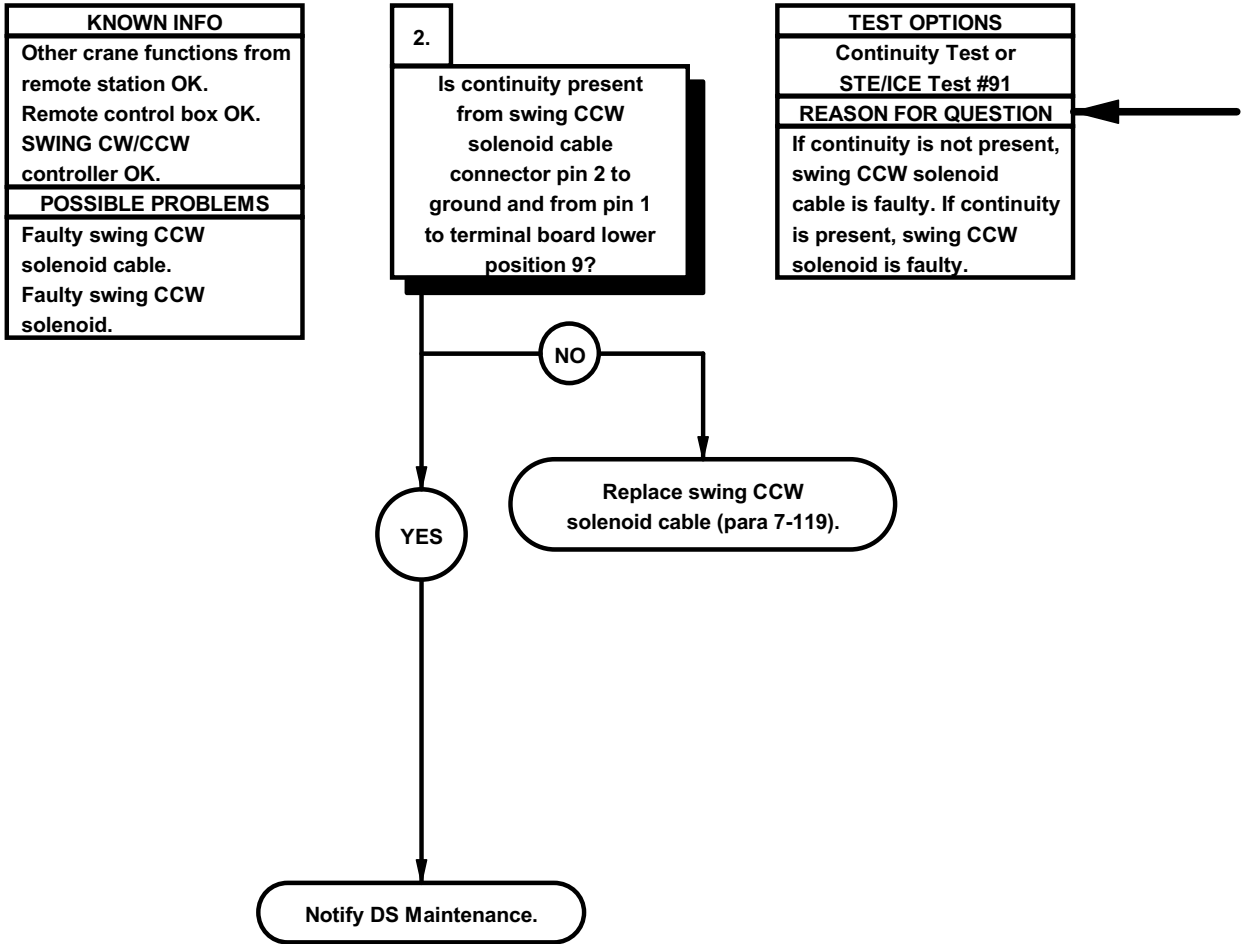 KNOWN INFO
Other crane functions from
remote station OK.
Remote control box OK.
SWING CW/CCW
controller OK.
POSSIBLE PROBLEMS
Faulty swing CCW
solenoid cable.
Faulty swing CCW
solenoid.
2.
Is continuity present
from swing CCW
solenoid cable
connector pin 2 to
ground and from pin 1
to terminal board lower
position 9?
TEST OPTIONS
Continuity Test or
STE/ICE Test #91
REASON FOR QUESTION
If continuity is not present,
swing CCW solenoid
cable is faulty. If continuity
is present, swing CCW
solenoid is faulty.
NO
Replace swing CCW
solenoid cable (para 7-119).
YES
Notify DS Maintenance.